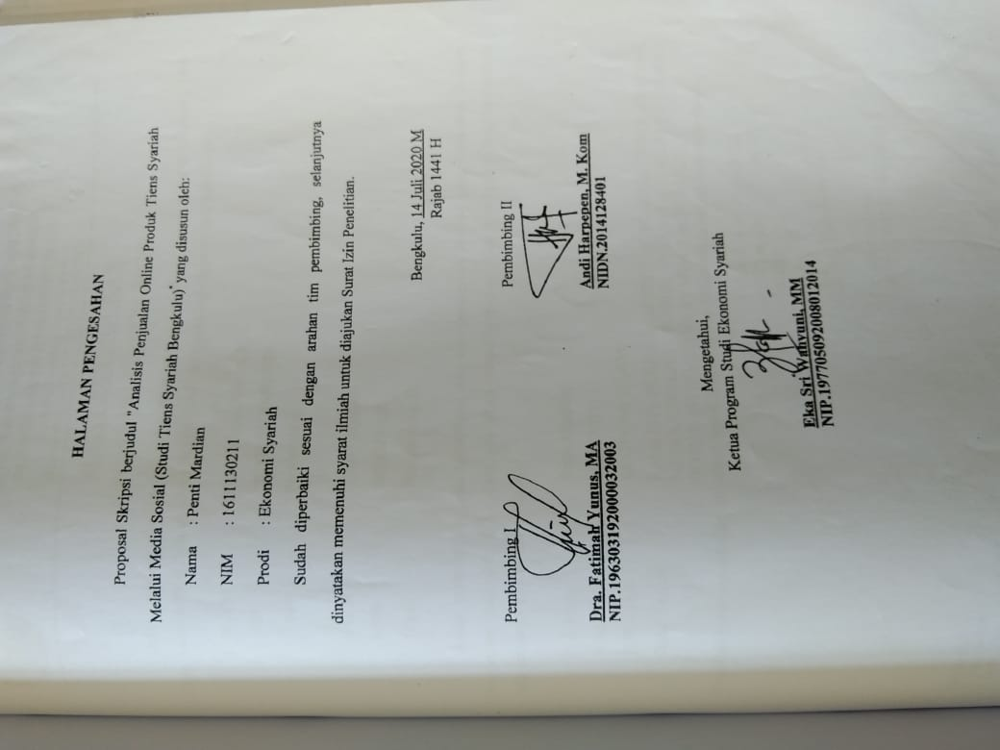 HALAMAN PENGESAHAN
Proposal Skripsi berjudul "Analisis Penjualan Online Produk Tiens Syariah
Melalui Media Sosial (Studi Tiens Syariah Bengkulu)" yang disusun oleh:
Nama : Penti Mardian
NIM : 1611130211
Prodi : Ekonomi Syariah
Sudah diperbaiki sesuai dengan arahan tim pembimbing, selanjutnya
dinyatakan memenuhi syarat ilmiah untuk diajukan Surat Izin Penelitian.
Bengkulu, 14 Juli 2020 M
Rajab 1441 H
Pembimbing I
Dra. Fatimah Yunus, MA
NIP.196303192000032003
Pembimbing II
Andi Harpepen, M. Kom
NIDN.2014128401
Mengetahui,
Ketua Program Studi Ekonomi Syariah
Eka Sri Wahyuni, MM
NIP.197705092008012014